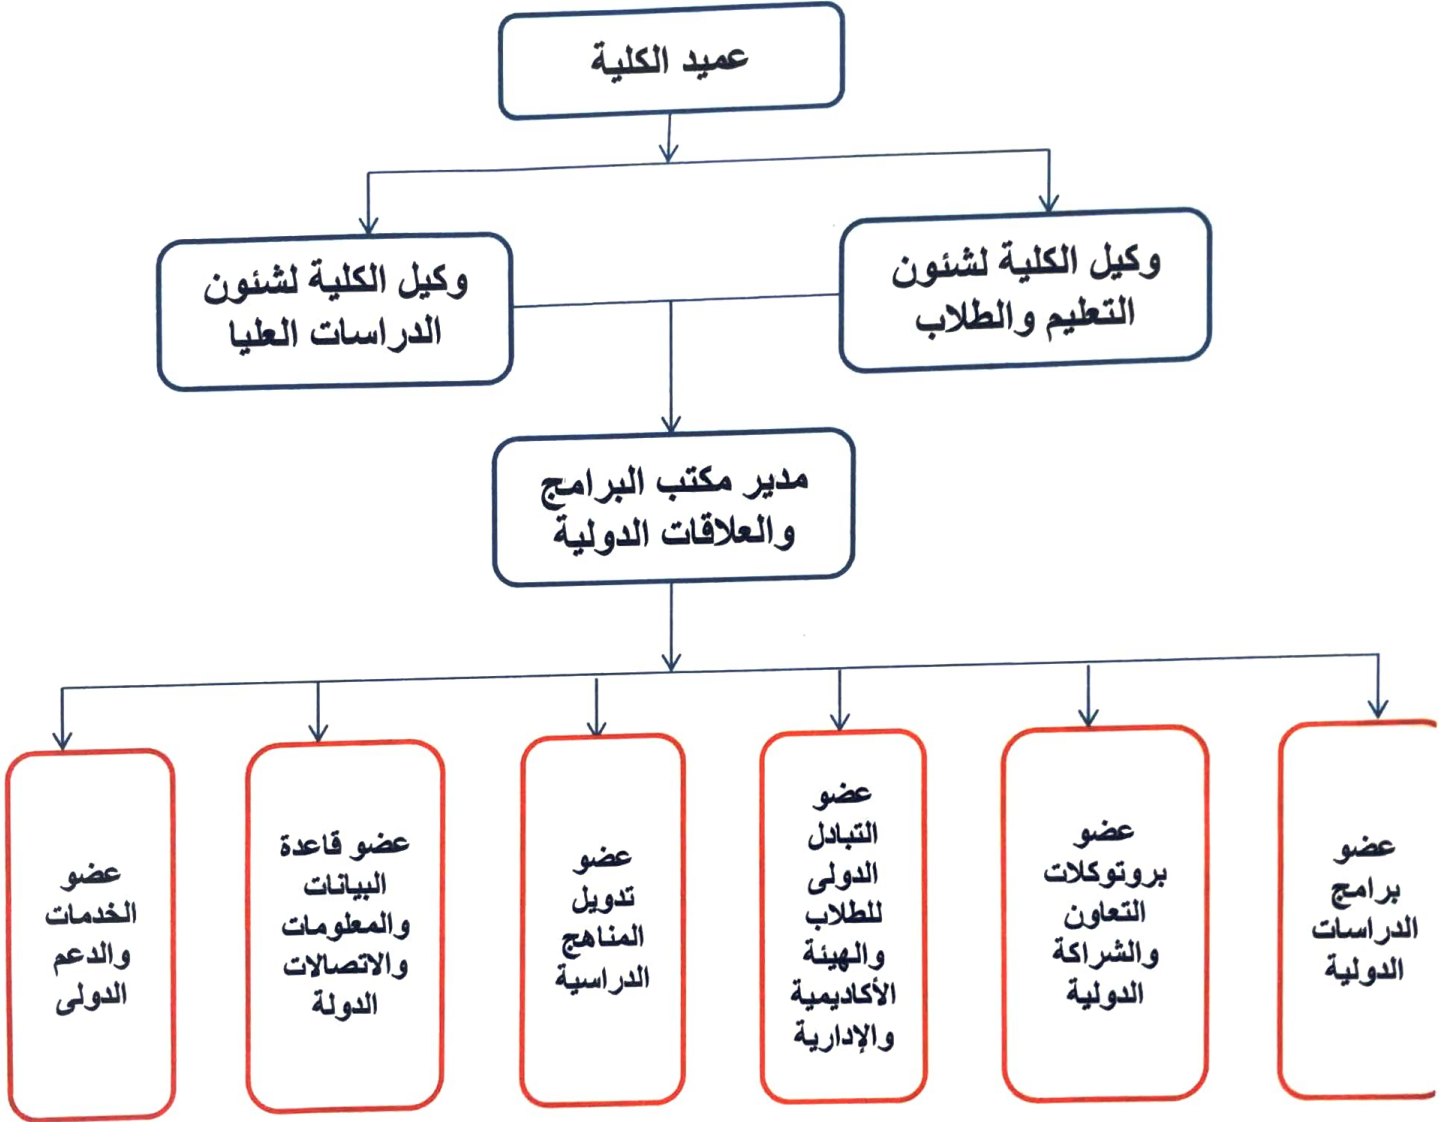 عميد الكلية
وكيل الكلية لشئون
التعليم والطلاب
وكيل الكلية لشئون
الدراسات العليا
مدير مكتب البرامج
والعلاقات الدولية
عضو
برامج
الدراسات
الدولية
عضو
بروتوكلات
التعاون
والشراكة
الدولية
عضو
التبادل
الدولى
للطلاب
والهيئة
الأكاديمية
والإدارية
عضو
تدويل
المناهج
الدراسية
عضو قاعدة
البيانات
والمعلومات
والاتصالات
الدولة
عضو
الخدمات
والدعم
الدولى